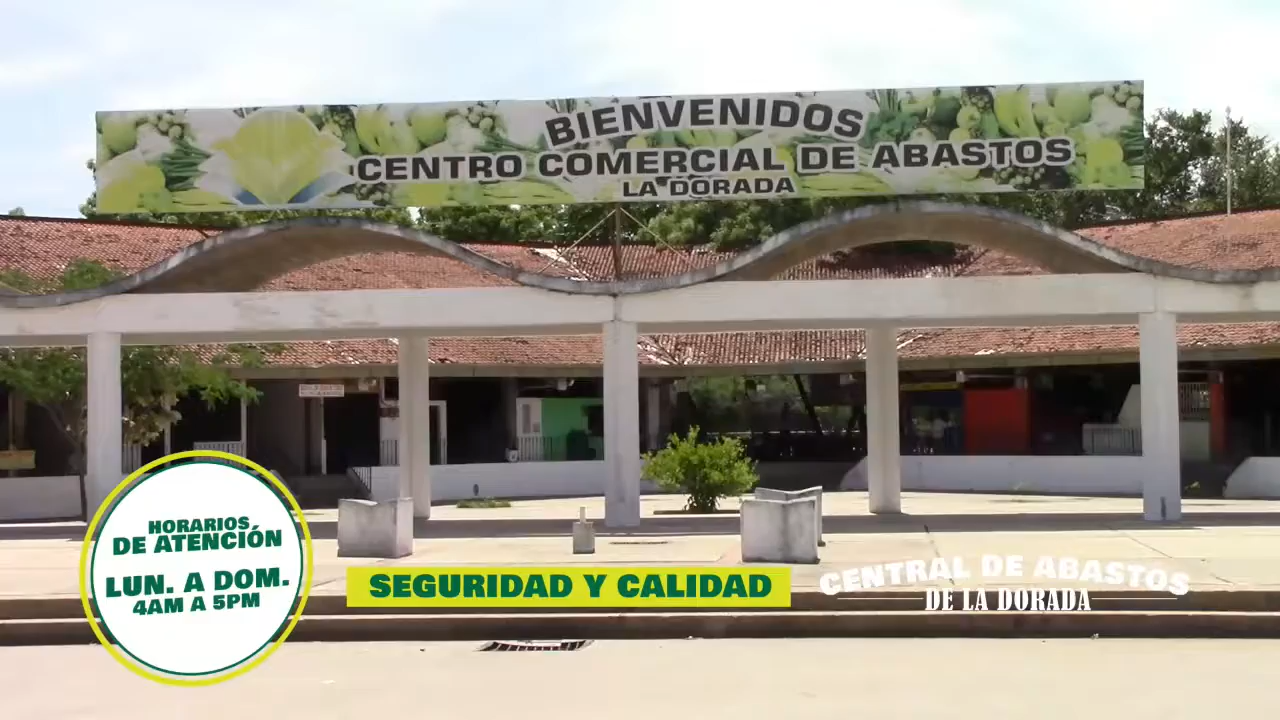 BIENVENIDOS
CENTRO COMERCIAL DE ABASTOS
LA DORADA
HORARIOS
DE ATENCIÓN
LUN. A DOM.
4AM A 5PM
SEGURIDAD Y CALIDAD
CENTRAL DE ABASTOS
DE LA DORADA